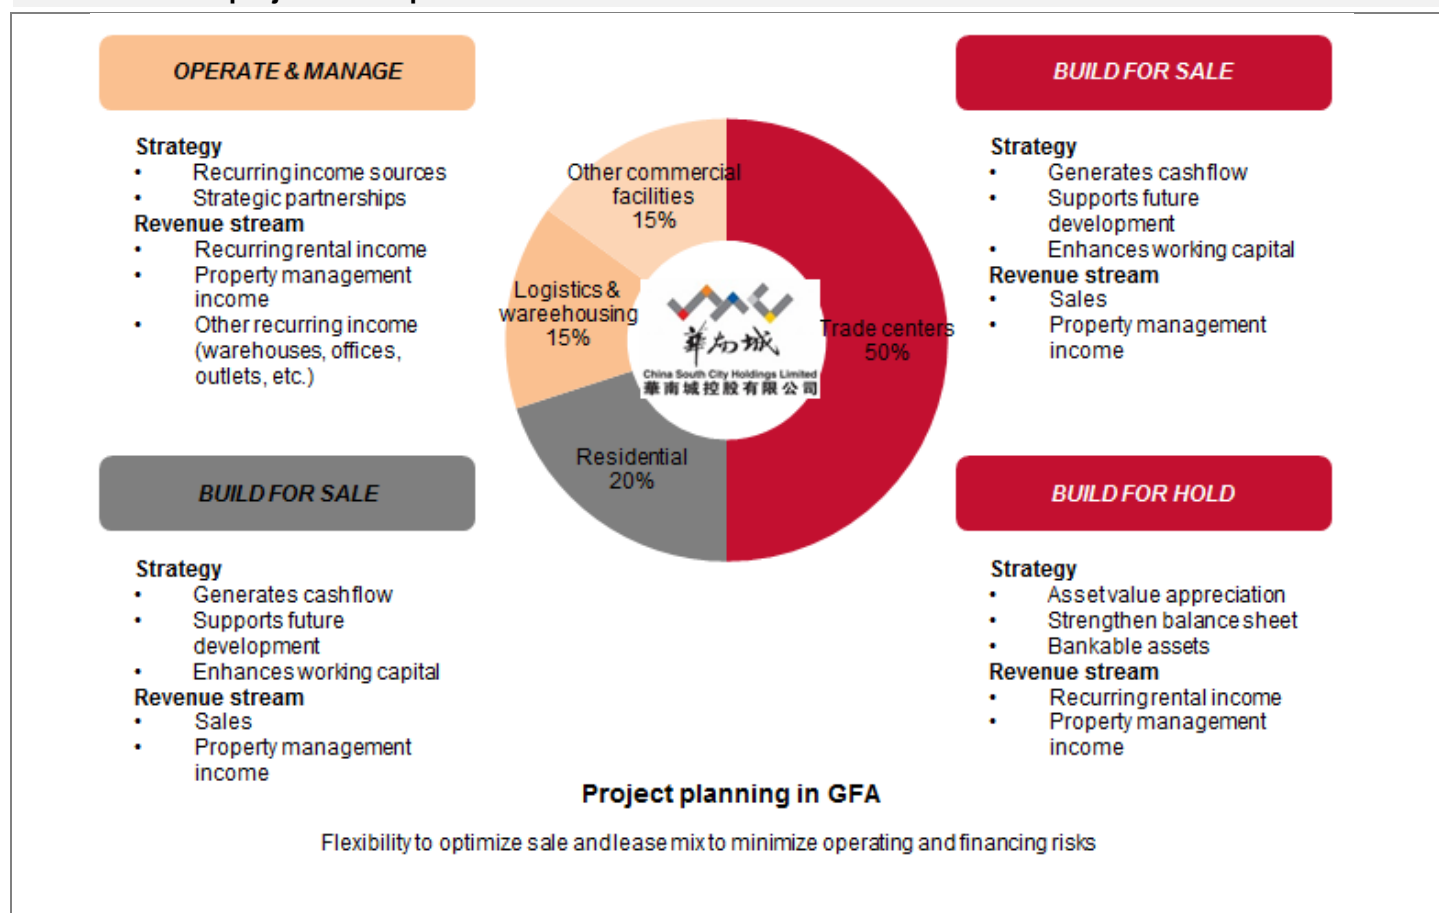 OPERATE & MANAGE
Strategy
• Recurring income sources
• Strategic partnerships
Revenue stream
• Recurring rental income
• Property management
income
• Other recurring income
(warehouses, offices,
outlets, etc.)
BUILD FOR SALE
Strategy
• Generates cashflow
• Supports future
development
• Enhances working capital
Revenue stream
• Sales
• Property management
income
Other commercial
facilities
15%
Logistics &
wareehousing
15%
Residential
20%
華南城
China South City Holdings Limited
華南城控股有限公司
Trade centers
50%
BUILD FOR SALE
Strategy
• Generates cashflow
• Supports future
development
• Enhances working capital
Revenue stream
• Sales
• Property management
income
BUILD FOR HOLD
Strategy
• Asset value appreciation
• Strengthen balance sheet
• Bankable assets
Revenue stream
• Recurring rental income
• Property management
income
Project planning in GFA
Flexibility to optimize sale and lease mix to minimize operating and financing risks